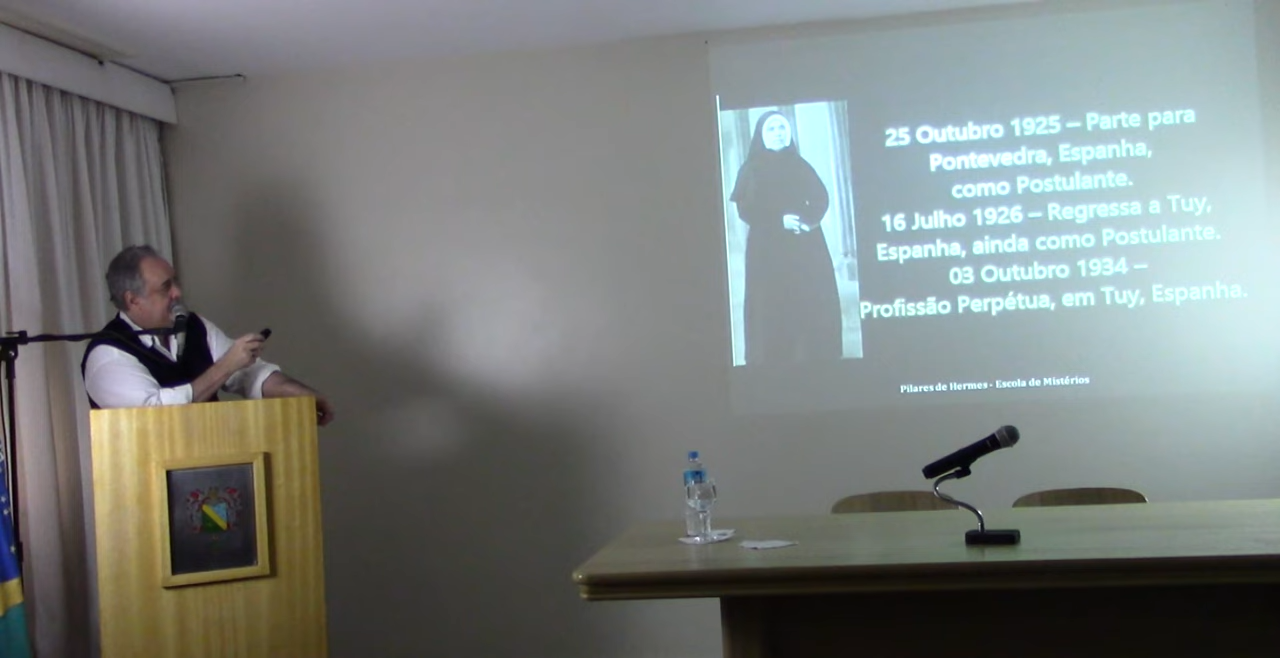 25 Outubro 1925 – Parte para
Pontevedra, Espanha,
como Postulante.
16 Julho 1926 – Regressa a Tuy,
Espanha, ainda como Postulante.
03 Outubro 1934 –
Profissão Perpétua, em Tuy, Espanha.
Pilares de Hermes - Escola de Mistérios